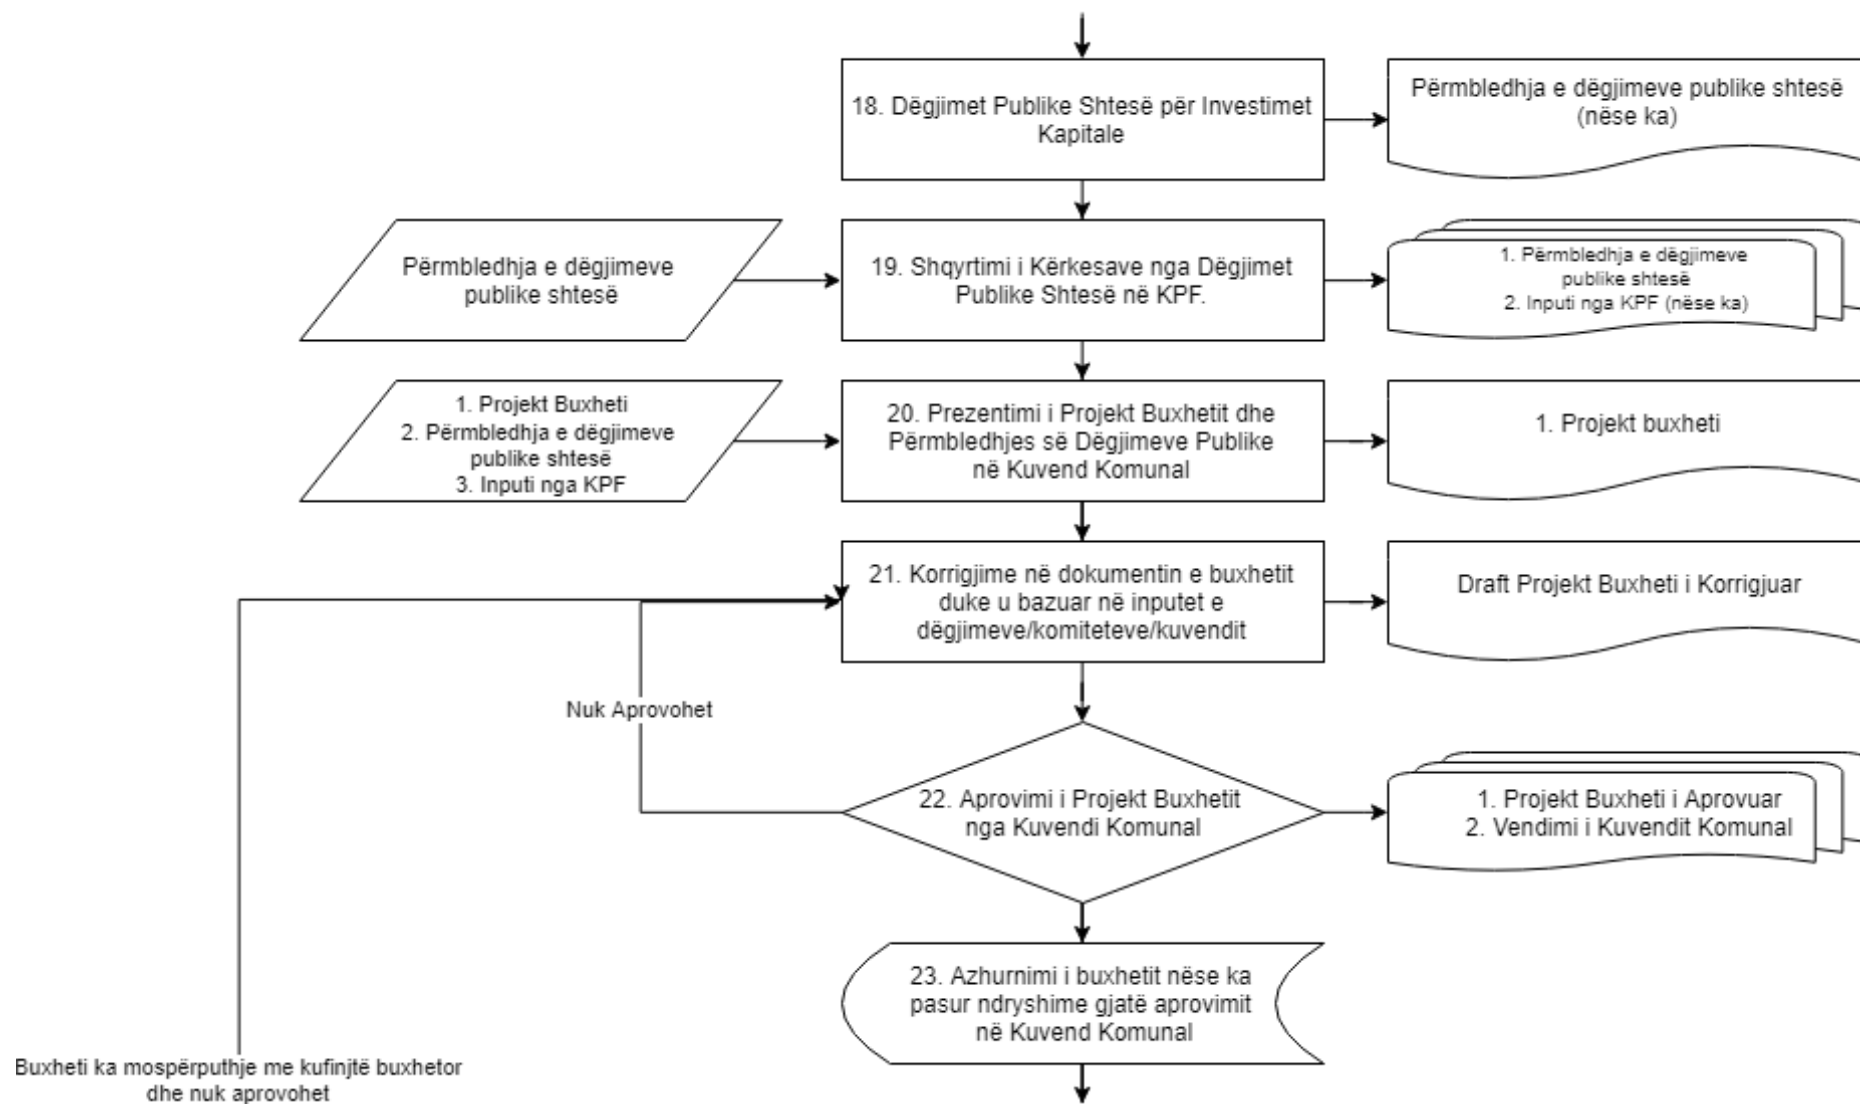 18. Dëgjimet Publike Shtesë për Investimet
Kapitale
Përmbledhja e dëgjimeve publike shtesë
(nëse ka)
Përmbledhja e dëgjimeve
publike shtesë
19. Shqyrtimi i Kërkesave nga Dëgjimet
Publike Shtesë në KPF.
1. Përmbledhja e dëgjimeve
publike shtesë
2. Inputi nga KPF (nëse ka)
1. Projekt Buxheti
2. Përmbledhja e dëgjimeve
publike shtesë
3. Inputi nga KPF
20. Prezentimi i Projekt Buxhetit dhe
Përmbledhjes së Dëgjimeve Publike
në Kuvend Komunal
1. Projekt buxheti
21. Korrigjime në dokumentin e buxhetit
duke u bazuar në inputet e
dëgjimeve/komiteteve/kuvendit
Draft Projekt Buxheti i Korrigjuar
Nuk Aprovohet
22. Aprovimi i Projekt Buxhetit
nga Kuvendi Komunal
1. Projekt Buxheti i Aprovuar
2. Vendimi i Kuvendit Komunal
23. Azhurnimi i buxhetit nëse ka
pasur ndryshime gjatë aprovimit
në Kuvend Komunal
Buxheti ka mospërputhje me kufinjtë buxhetor
dhe nuk aprovohet